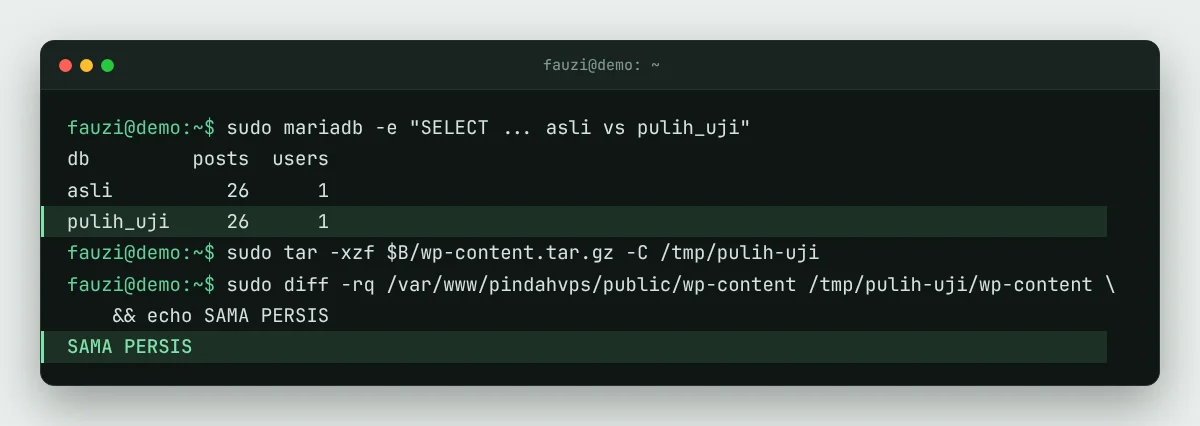 fauzi@demo: ~
fauzi@demo:~$ sudo mariadb -e "SELECT ... asli vs pulih_uji"
db         posts  users
asli          26      1
pulih_uji     26      1
fauzi@demo:~$ sudo tar -xzf $B/wp-content.tar.gz -C /tmp/pulih-uji
fauzi@demo:~$ sudo diff -rq /var/www/pindahvps/public/wp-content /tmp/pulih-uji/wp-content \
    && echo SAMA PERSIS
SAMA PERSIS